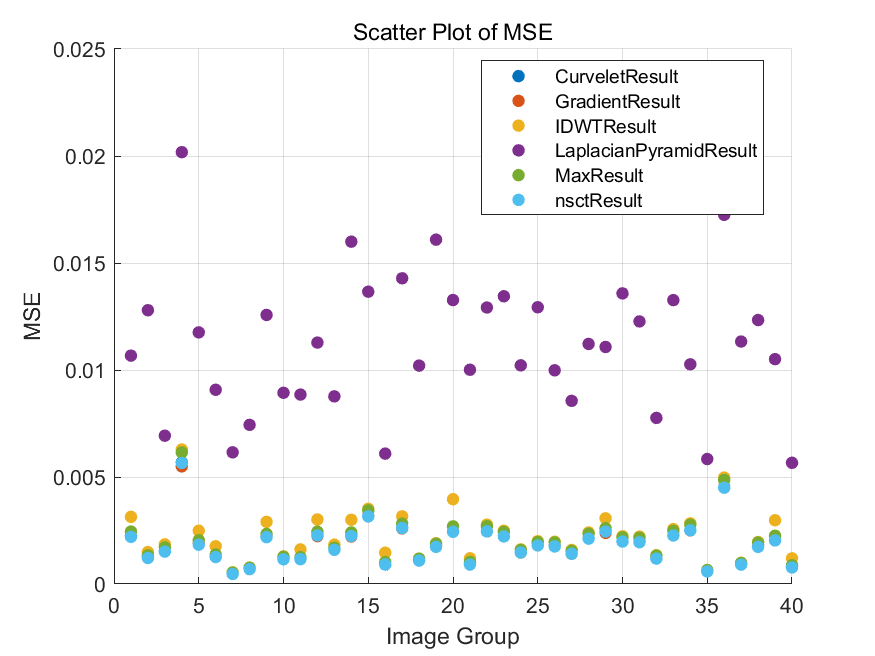 Scatter Plot of MSE
0.025
0.02
0.015
0.01
0.005
0
MSE
CurveletResult
GradientResult
IDWTResult
LaplacianPyramidResult
MaxResult
nsctResult
0 5 10 15 20 25 30 35 40
Image Group